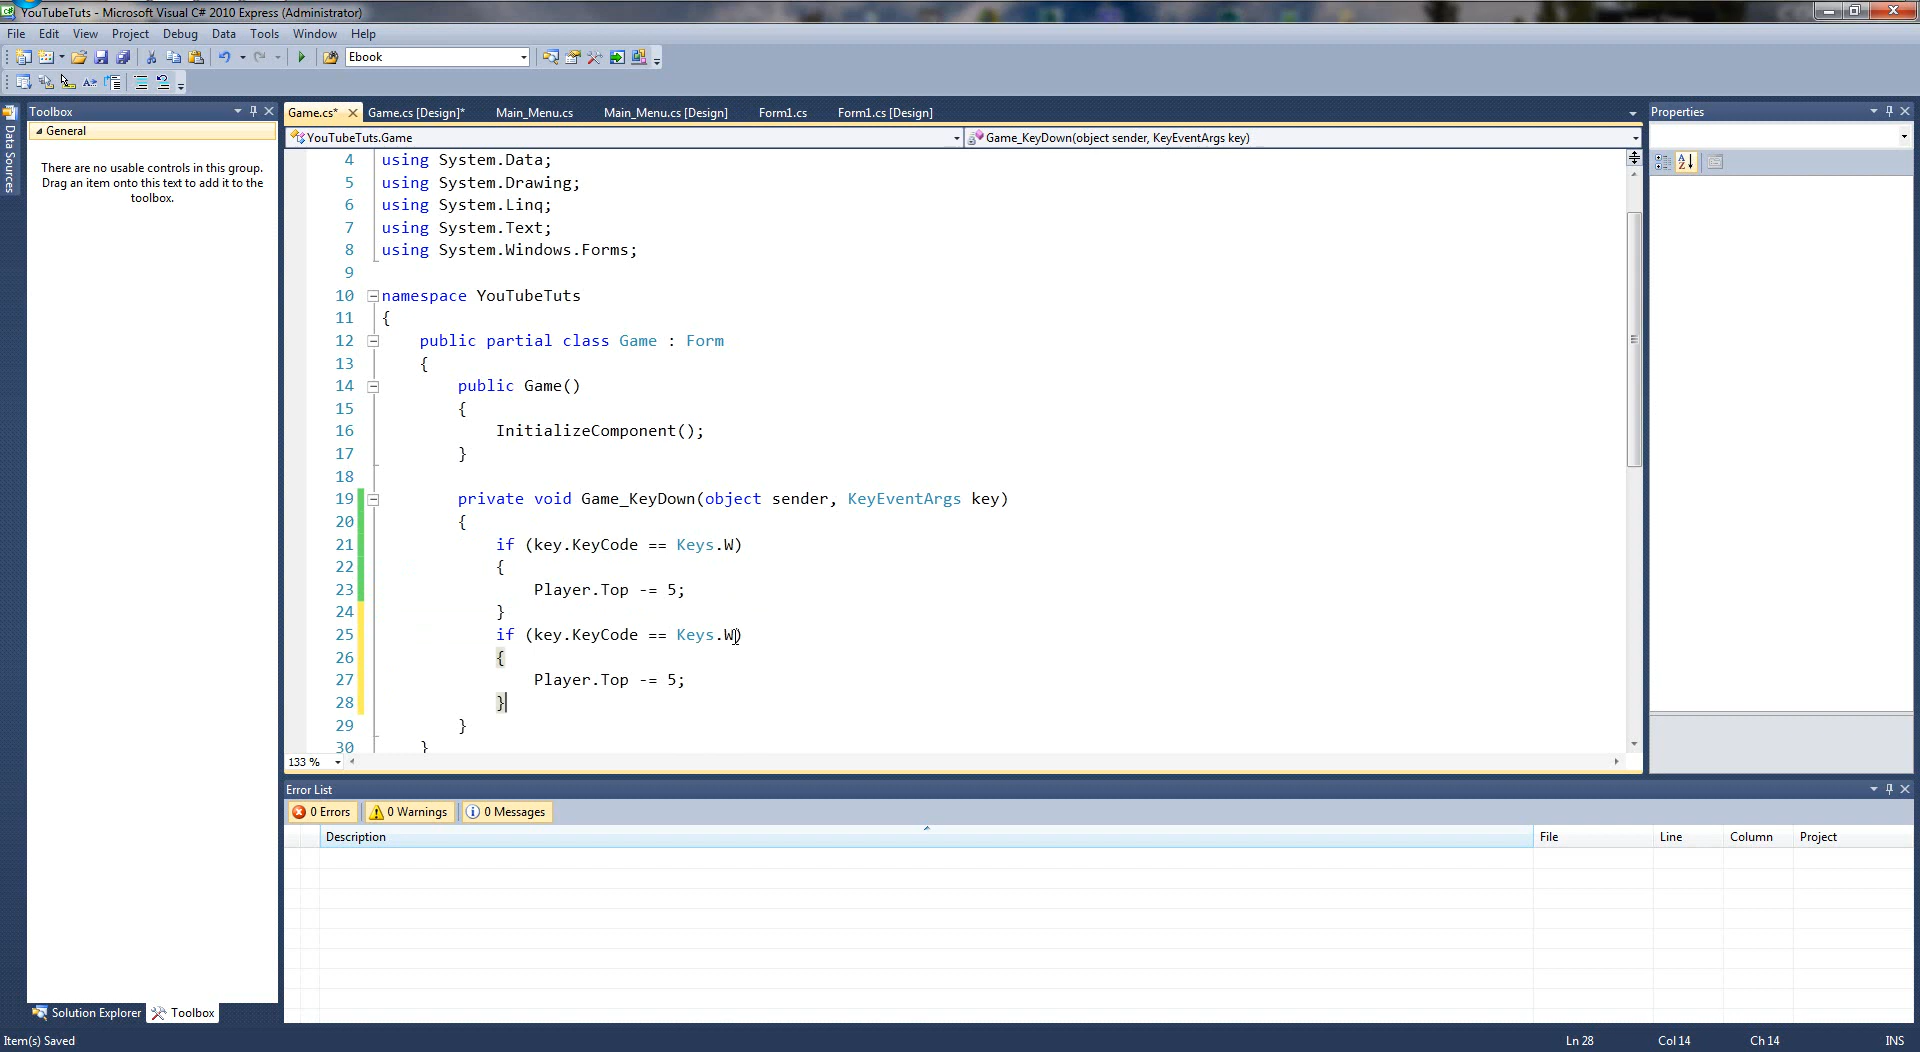 YouTubeTuts - Microsoft Visual C# 2010 Express (Administrator)
File Edit View Project Debug Data Tools Window Help
Ebook
Toolbox
General
There are no usable controls in this group.
Drag an item onto this text to add it to the
toolbox.
Data Sources
Game.cs* Game.cs [Design]* Main_Menu.cs Main_Menu.cs [Design] Form1.cs Form1.cs [Design]
YouTubeTuts.Game Game_KeyDown(object sender, KeyEventArgs key)
4 using System.Data;
5 using System.Drawing;
6 using System.Linq;
7 using System.Text;
8 using System.Windows.Forms;
9
10 namespace YouTubeTuts
11 {
12 public partial class Game : Form
13 {
14 public Game()
15 {
16 InitializeComponent();
17 }
18
19 private void Game_KeyDown(object sender, KeyEventArgs key)
20 {
21 if (key.KeyCode == Keys.W)
22 {
23 Player.Top -= 5;
24 }
25 if (key.KeyCode == Keys.W)
26 {
27 Player.Top -= 5;
28 }
29 }
30 }
133 %
Properties
Error List
0 Errors 0 Warnings 0 Messages
Description File Line Column Project
Solution Explorer Toolbox
Item(s) Saved Ln 28 Col 14 Ch 14 INS